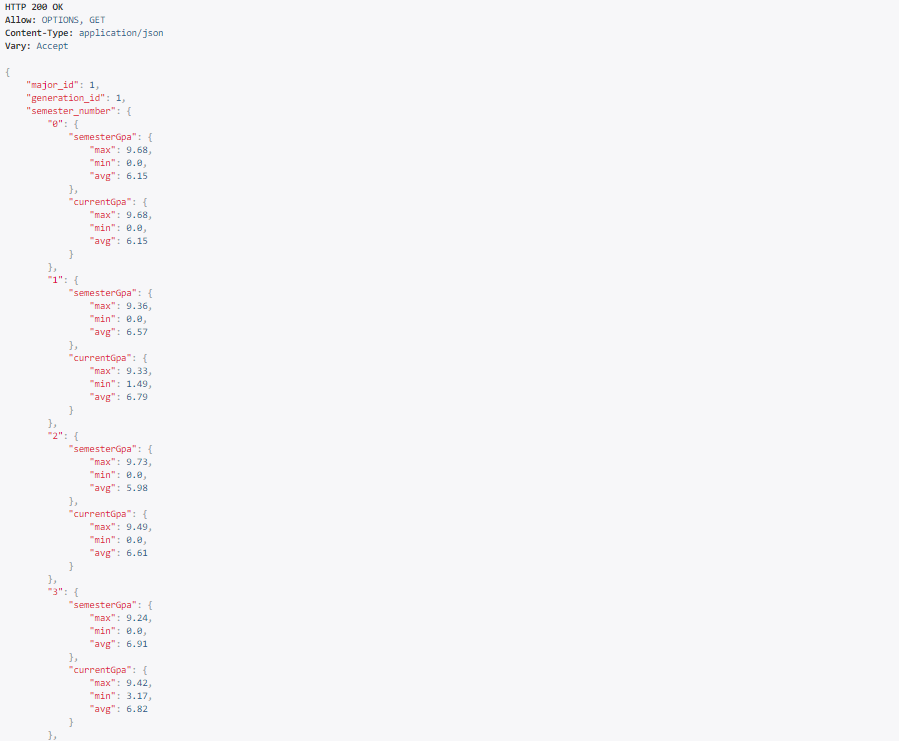 HTTP 200 OK
Allow: OPTIONS, GET
Content-Type: application/json
Vary: Accept

{
    "major_id": 1,
    "generation_id": 1,
    "semester_number": {
        "0": {
            "semesterGpa": {
                "max": 9.68,
                "min": 0.0,
                "avg": 6.15
            },
            "currentGpa": {
                "max": 9.68,
                "min": 0.0,
                "avg": 6.15
            }
        },
        "1": {
            "semesterGpa": {
                "max": 9.36,
                "min": 0.0,
                "avg": 6.57
            },
            "currentGpa": {
                "max": 9.33,
                "min": 1.49,
                "avg": 6.79
            }
        },
        "2": {
            "semesterGpa": {
                "max": 9.73,
                "min": 0.0,
                "avg": 5.98
            },
            "currentGpa": {
                "max": 9.49,
                "min": 0.0,
                "avg": 6.61
            }
        },
        "3": {
            "semesterGpa": {
                "max": 9.24,
                "min": 0.0,
                "avg": 6.91
            },
            "currentGpa": {
                "max": 9.42,
                "min": 3.17,
                "avg": 6.82
            }
        },